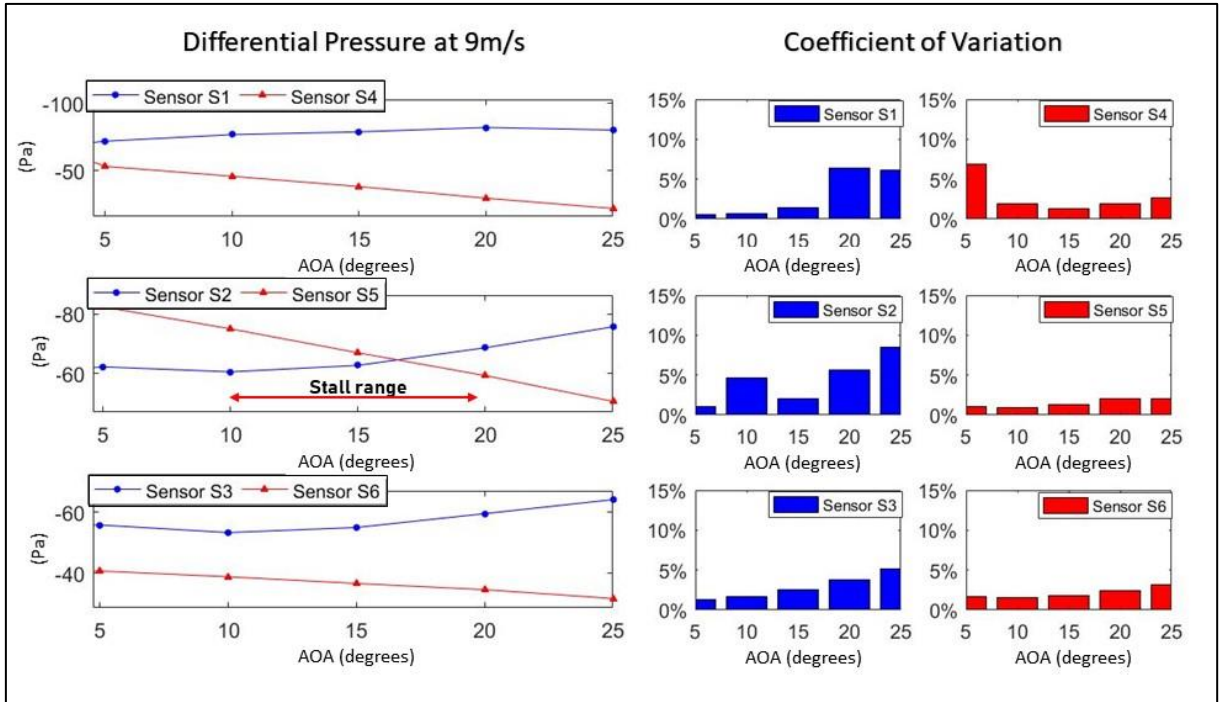 Differential Pressure at 9m/s
Coefficient of Variation
Sensor S1 Sensor S4
-100
-50
(Pa)
5 10 15 20 25
AOA (degrees)
15%
10%
5%
0%
Sensor S1
5 10 15 20 25
AOA (degrees)
15%
10%
5%
0%
Sensor S4
5 10 15 20 25
AOA (degrees)
Sensor S2 Sensor S5
-80
-60
(Pa)
Stall range
5 10 15 20 25
AOA (degrees)
15%
10%
5%
0%
Sensor S2
5 10 15 20 25
AOA (degrees)
15%
10%
5%
0%
Sensor S5
5 10 15 20 25
AOA (degrees)
Sensor S3 Sensor S6
-60
-40
(Pa)
5 10 15 20 25
AOA (degrees)
15%
10%
5%
0%
Sensor S3
5 10 15 20 25
AOA (degrees)
15%
10%
5%
0%
Sensor S6
5 10 15 20 25
AOA (degrees)